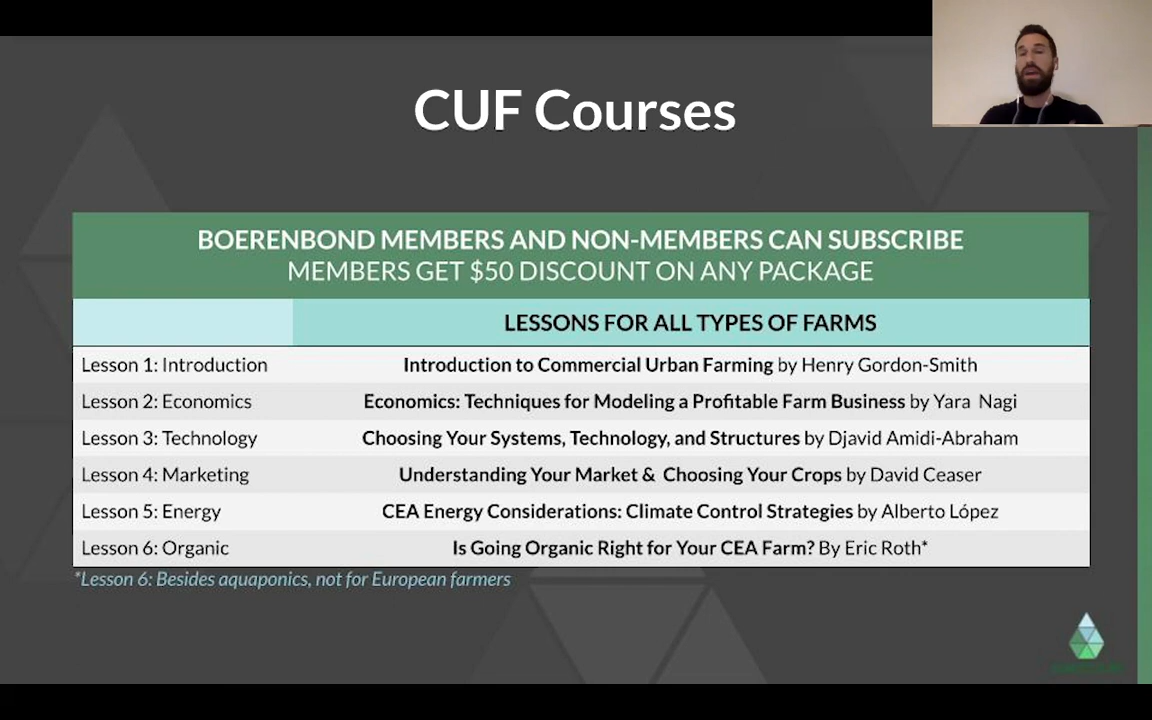 CUF Courses
BOERENBOND MEMBERS AND NON-MEMBERS CAN SUBSCRIBE
MEMBERS GET $50 DISCOUNT ON ANY PACKAGE
LESSONS FOR ALL TYPES OF FARMS
Lesson 1: Introduction Introduction to Commercial Urban Farming by Henry Gordon-Smith
Lesson 2: Economics Economics: Techniques for Modeling a Profitable Farm Business by Yara Nagi
Lesson 3: Technology Choosing Your Systems, Technology, and Structures by Djavid Amidi-Abraham
Lesson 4: Marketing Understanding Your Market & Choosing Your Crops by David Ceaser
Lesson 5: Energy CEA Energy Considerations: Climate Control Strategies by Alberto López
Lesson 6: Organic Is Going Organic Right for Your CEA Farm? By Eric Roth*
*Lesson 6: Besides aquaponics, not for European farmers